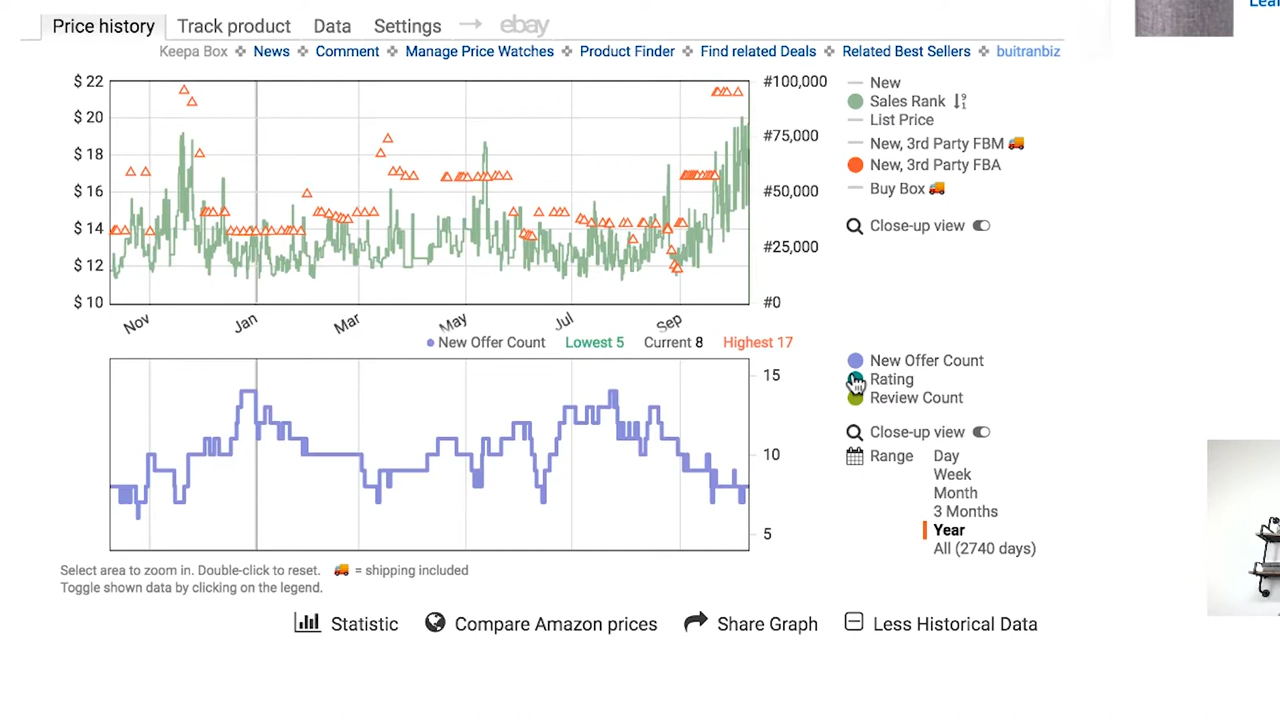 Price history Track product Data Settings → ebay
Lear
Keepa Box ✤ News ✤ Comment ✤ Manage Price Watches ✤ Product Finder ✤ Find related Deals ✤ Related Best Sellers ✤ buitranbiz
$ 22 #100,000
$ 20
#75,000
$ 18
$ 16 #50,000
$ 14
#25,000
$ 12
$ 10 #0
Nov Jan Mar May Jul Sep
New
Sales Rank
List Price
New, 3rd Party FBM
New, 3rd Party FBA
Buy Box
Close-up view
New Offer Count Lowest 5 Current 8 Highest 17
15
10
5
New Offer Count
Rating
Review Count
Close-up view
Range Day
Week
Month
3 Months
Year
All (2740 days)
Select area to zoom in. Double-click to reset. = shipping included
Toggle shown data by clicking on the legend.
Statistic Compare Amazon prices Share Graph Less Historical Data